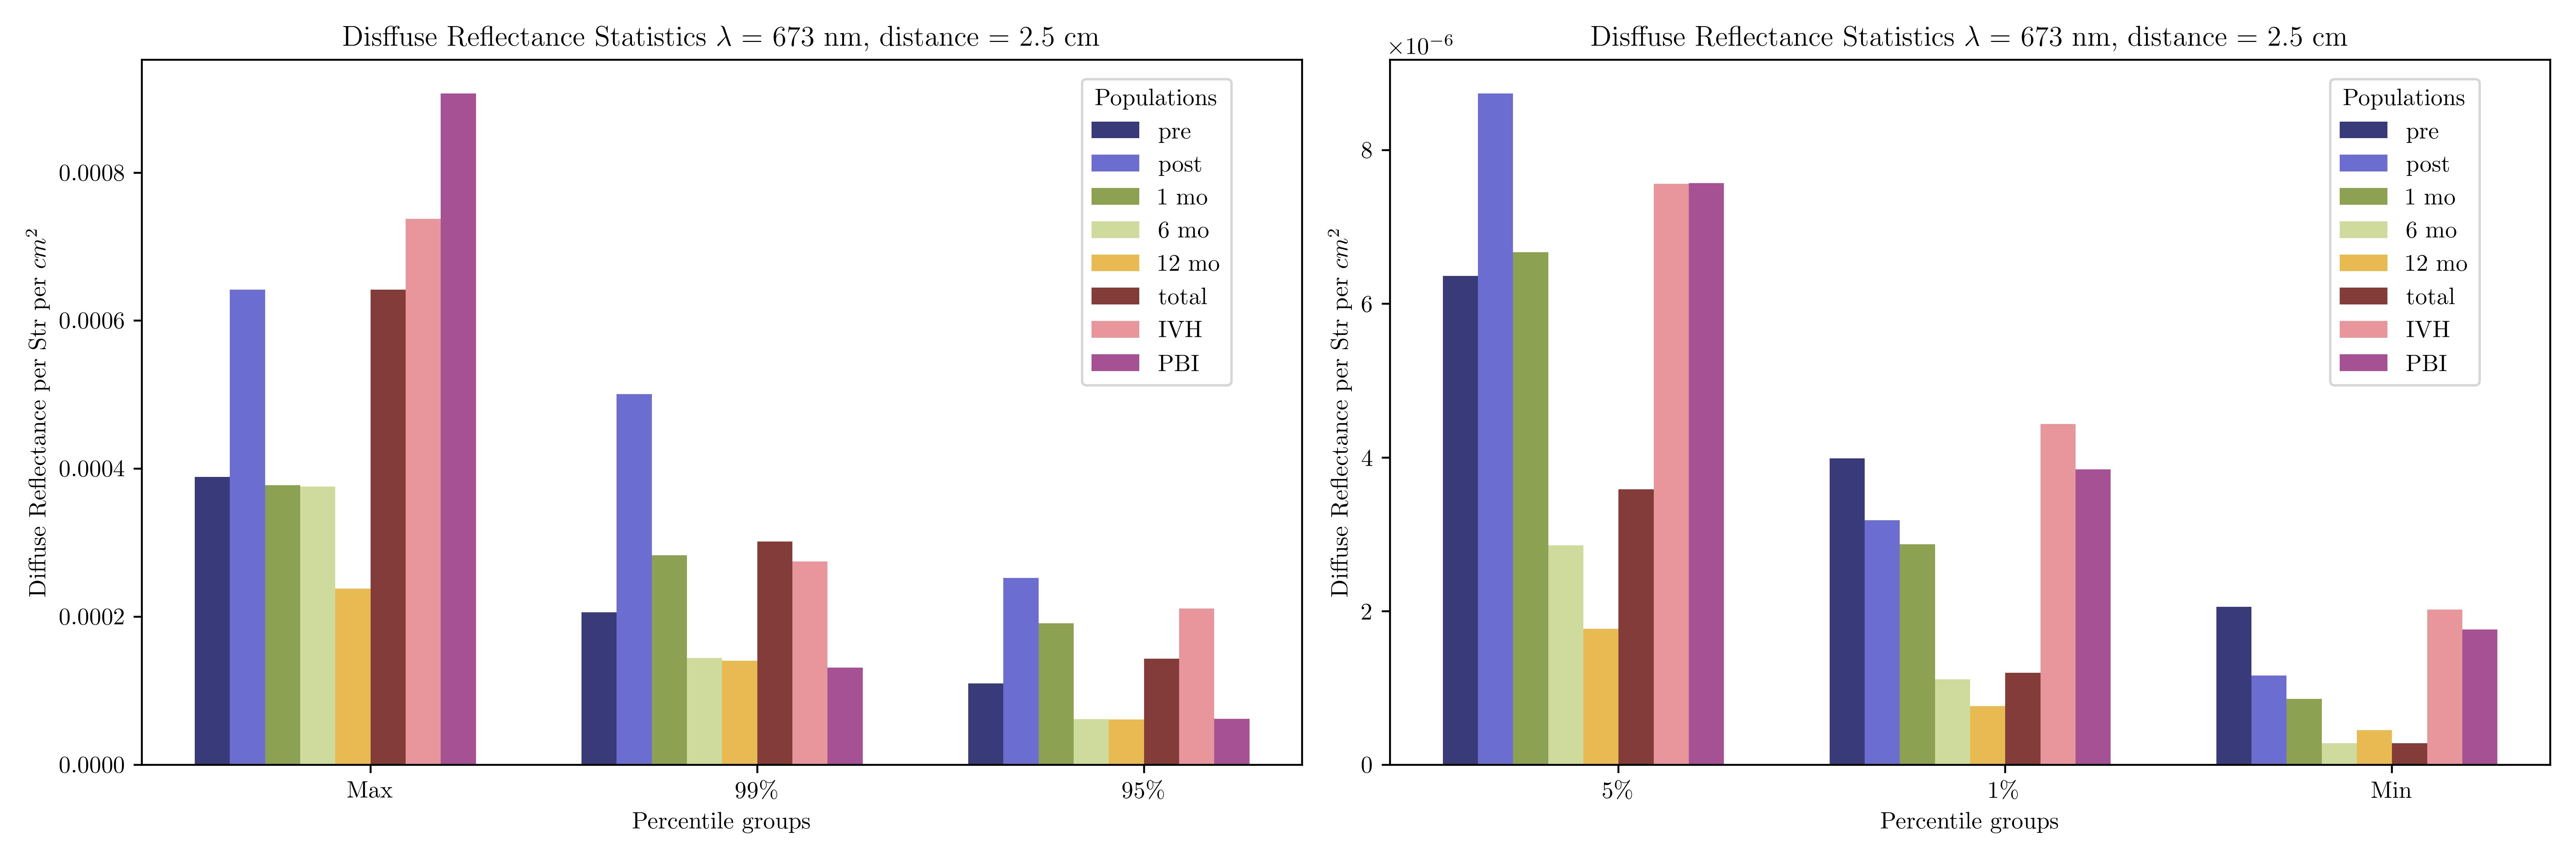 Disffuse Reflectance Statistics λ = 673 nm, distance = 2.5 cm
Diffuse Reflectance per Str per cm²
0.0008
0.0006
0.0004
0.0002
0.0000
Populations
pre
post
1 mo
6 mo
12 mo
total
IVH
PBI
Max
99%
95%
Percentile groups
Disffuse Reflectance Statistics λ = 673 nm, distance = 2.5 cm
×10⁻⁶
Diffuse Reflectance per Str per cm²
8
6
4
2
0
Populations
pre
post
1 mo
6 mo
12 mo
total
IVH
PBI
5%
1%
Min
Percentile groups